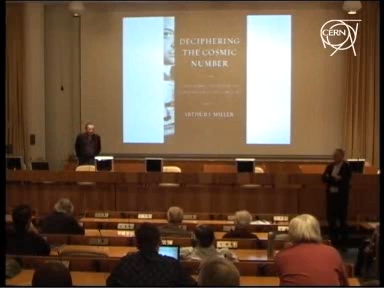 CERN
DECIPHERING
THE COSMIC
NUMBER
ARTHUR I. MILLER